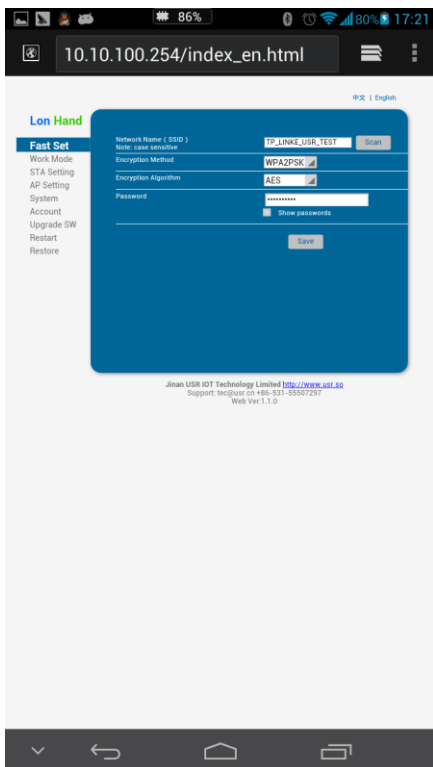 86%
80% 17:21
10.10.100.254/index_en.html
中文 | English
Lon Hand
Fast Set
Work Mode
STA Setting
AP Setting
System
Account
Upgrade SW
Restart
Restore
Network Name ( SSID )
Note: case sensitive
TP_LINKE_USR_TEST
Scan
Encryption Method
WPA2PSK
Encryption Algorithm
AES
Password
••••••••••
Show passwords
Save
Jinan USR IOT Technology Limited http://www.usr.so
Support: tec@usr.cn +86-531-55507297
Web Ver:1.1.0